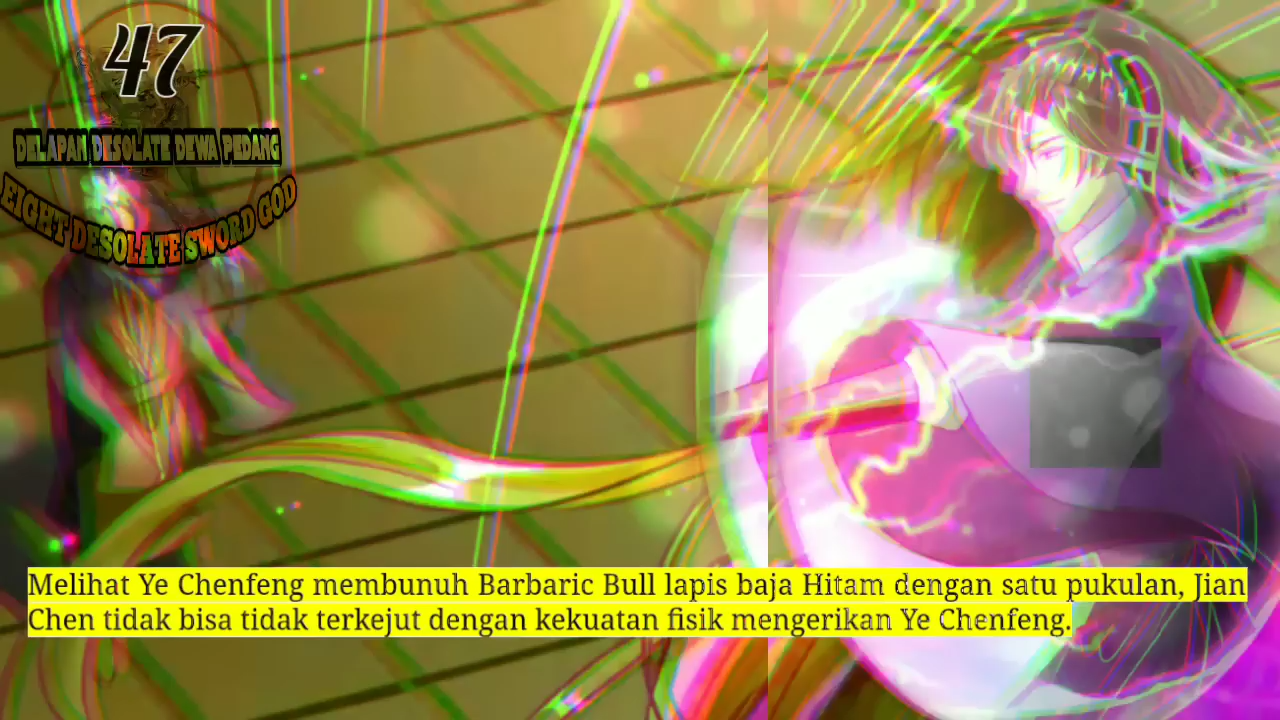 47
DELAPAN DESOLATE DEWA PEDANG
EIGHT DESOLATE SWORD GOD
Melihat Ye Chenfeng membunuh Barbaric Bull lapis baja Hitam dengan satu pukulan, Jian
Chen tidak bisa tidak terkejut dengan kekuatan fisik mengerikan Ye Chenfeng.